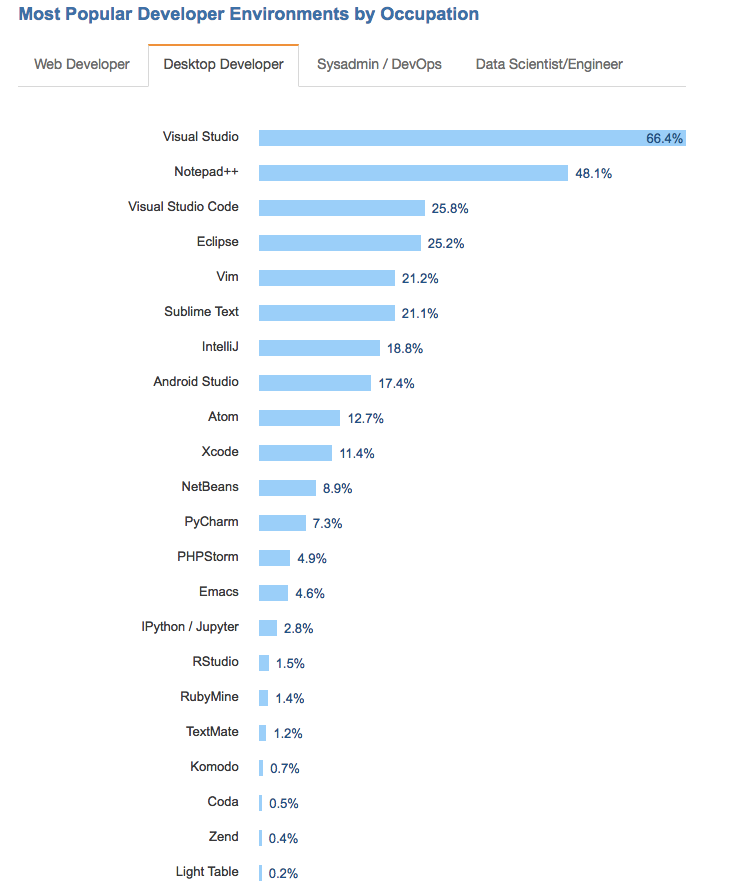 Most Popular Developer Environments by Occupation
Web Developer Desktop Developer Sysadmin / DevOps Data Scientist/Engineer
Visual Studio 66.4%
Notepad++ 48.1%
Visual Studio Code 25.8%
Eclipse 25.2%
Vim 21.2%
Sublime Text 21.1%
IntelliJ 18.8%
Android Studio 17.4%
Atom 12.7%
Xcode 11.4%
NetBeans 8.9%
PyCharm 7.3%
PHPStorm 4.9%
Emacs 4.6%
IPython / Jupyter 2.8%
RStudio 1.5%
RubyMine 1.4%
TextMate 1.2%
Komodo 0.7%
Coda 0.5%
Zend 0.4%
Light Table 0.2%